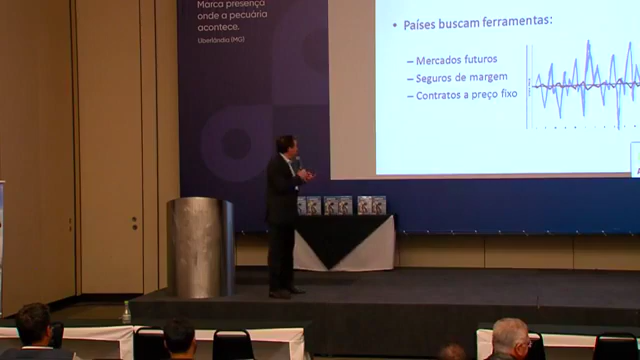 Marca presença
onde a pecuária
acontece.
Uberlândia (MG)
• Países buscam ferramentas:
– Mercados futuros
– Seguros de margem
– Contratos a preço fixo